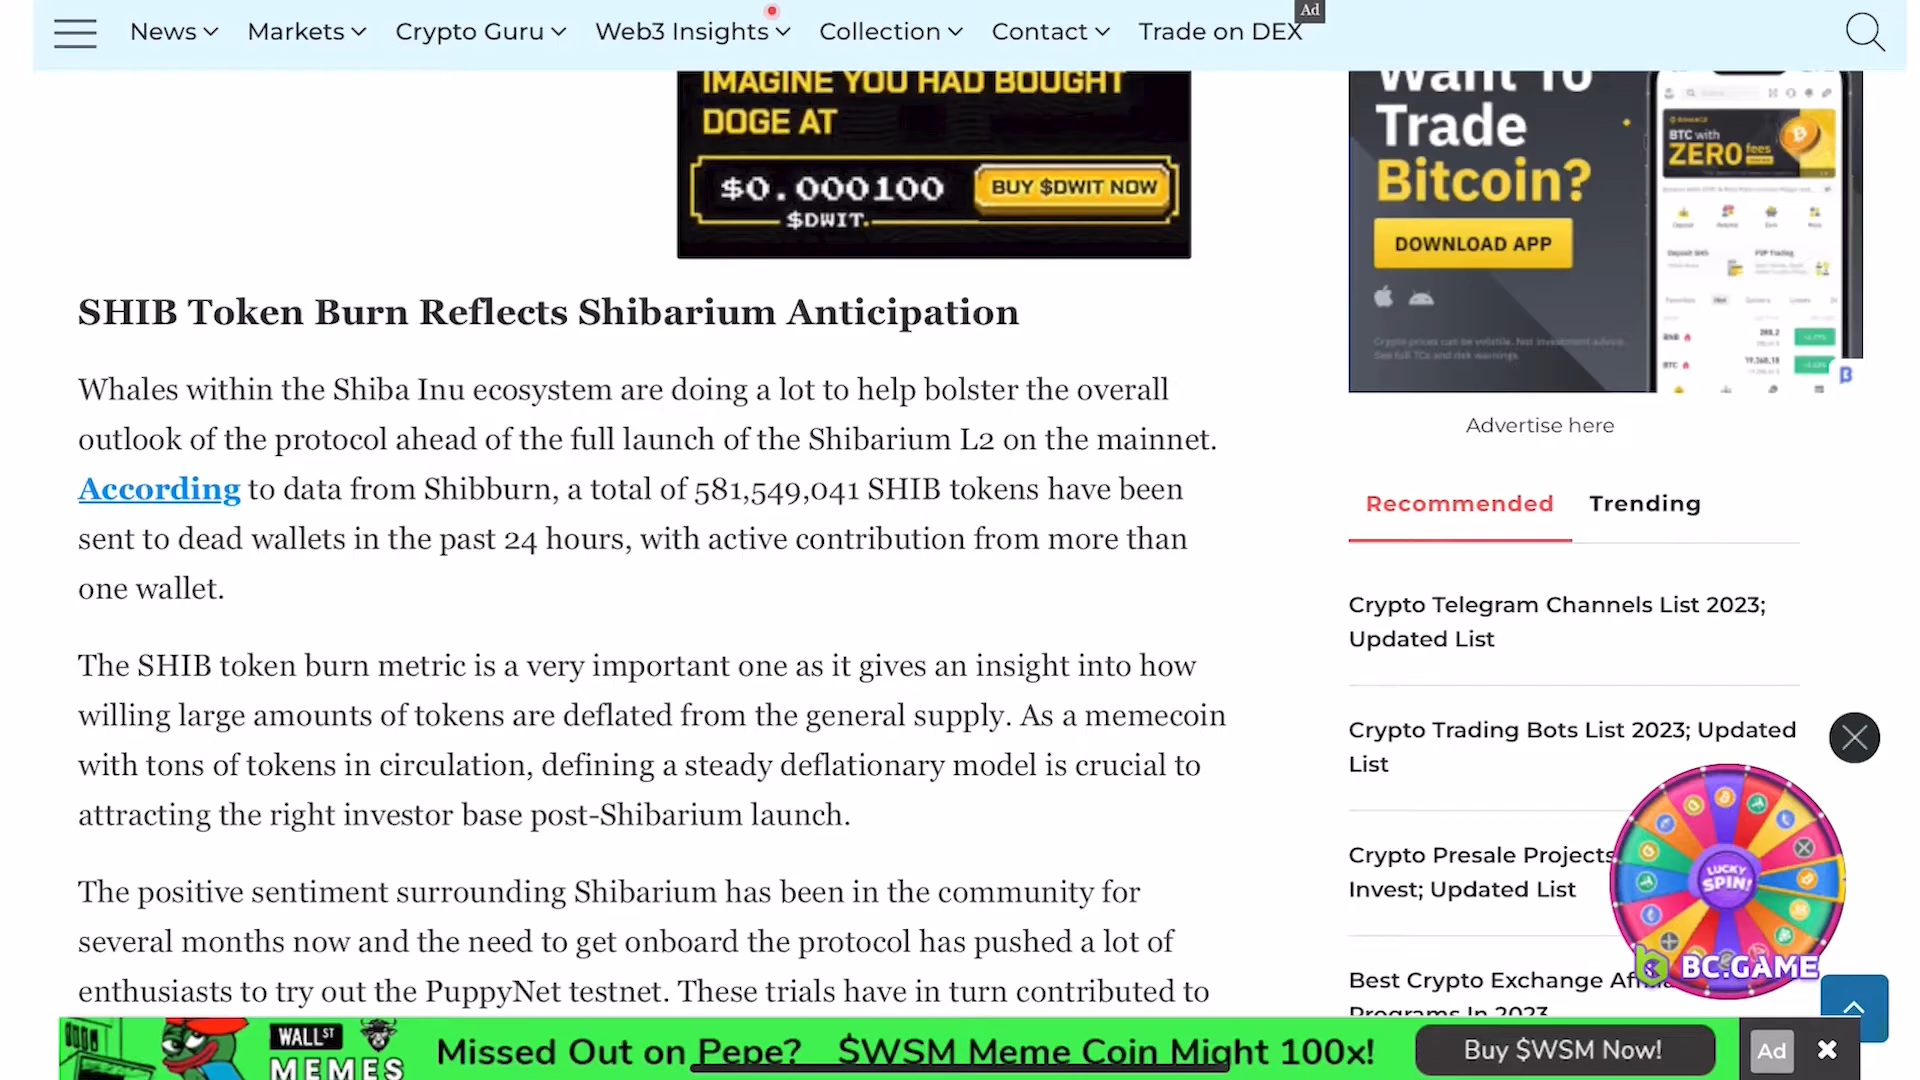 News
Markets
Crypto Guru
Web3 Insights
Collection
Contact
Trade on DEX
Ad
IMAGINE YOU HAD BOUGHT
DOGE AT
$0.000100
BUY $DWIT NOW
$DWIT.
Want To
Trade
Bitcoin?
DOWNLOAD APP
BTC with
ZERO fees
Advertise here
SHIB Token Burn Reflects Shibarium Anticipation
Whales within the Shiba Inu ecosystem are doing a lot to help bolster the overall
outlook of the protocol ahead of the full launch of the Shibarium L2 on the mainnet.
According to data from Shibburn, a total of 581,549,041 SHIB tokens have been
sent to dead wallets in the past 24 hours, with active contribution from more than
one wallet.
The SHIB token burn metric is a very important one as it gives an insight into how
willing large amounts of tokens are deflated from the general supply. As a memecoin
with tons of tokens in circulation, defining a steady deflationary model is crucial to
attracting the right investor base post-Shibarium launch.
The positive sentiment surrounding Shibarium has been in the community for
several months now and the need to get onboard the protocol has pushed a lot of
enthusiasts to try out the PuppyNet testnet. These trials have in turn contributed to
Recommended
Trending
Crypto Telegram Channels List 2023;
Updated List
Crypto Trading Bots List 2023; Updated
List
Crypto Presale Projects
Invest; Updated List
Best Crypto Exchange
Programs In 2023
LUCKY
SPIN!
BC.GAME
WALL ST
MEMES
Missed Out on Pepe? $WSM Meme Coin Might 100x!
Buy $WSM Now!
Ad